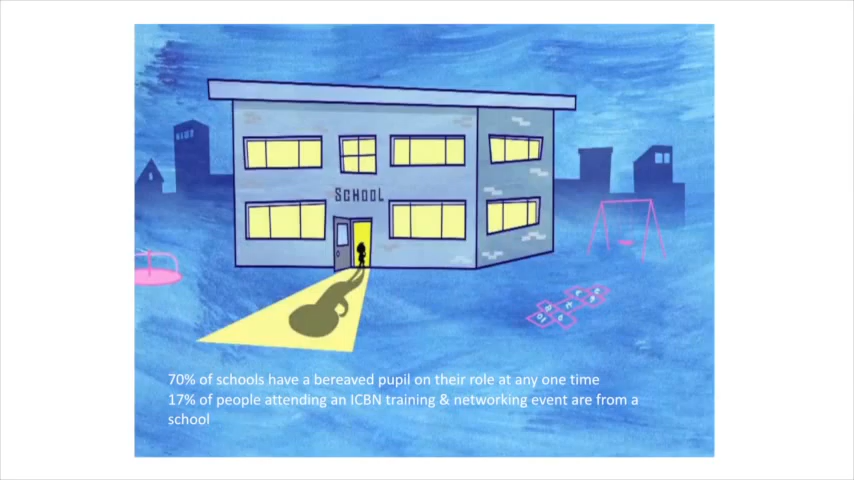 SCHOOL
70% of schools have a bereaved pupil on their role at any one time
17% of people attending an ICBN training & networking event are from a
school